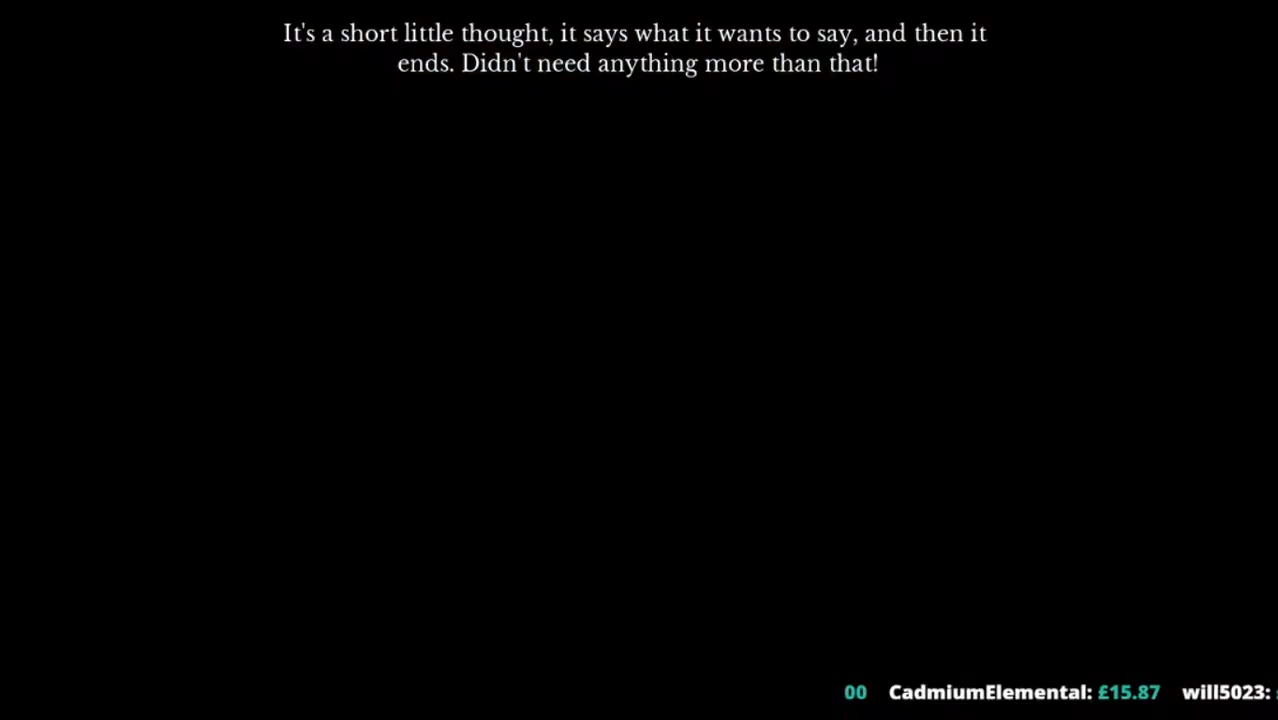 It's a short little thought, it says what it wants to say, and then it
ends. Didn't need anything more than that!
00 CadmiumElemental: £15.87 will5023: